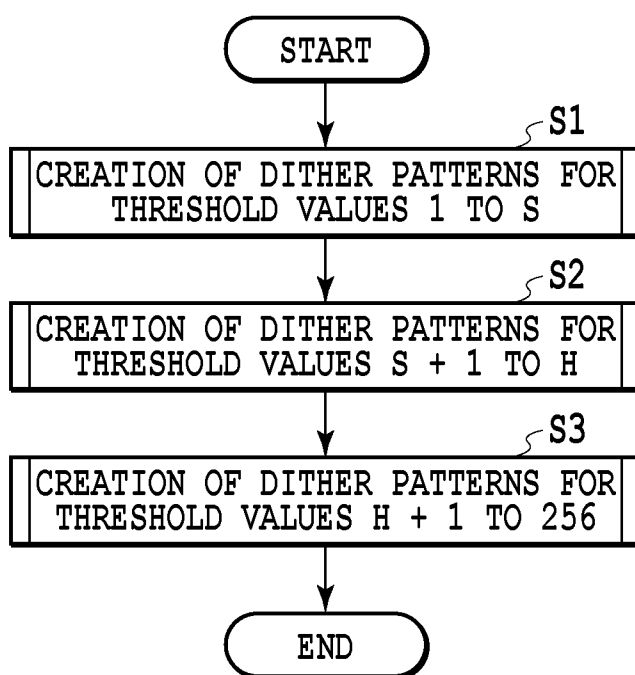 START
S1
CREATION OF DITHER PATTERNS FOR
THRESHOLD VALUES 1 TO S
S2
CREATION OF DITHER PATTERNS FOR
THRESHOLD VALUES S + 1 TO H
S3
CREATION OF DITHER PATTERNS FOR
THRESHOLD VALUES H + 1 TO 256
END